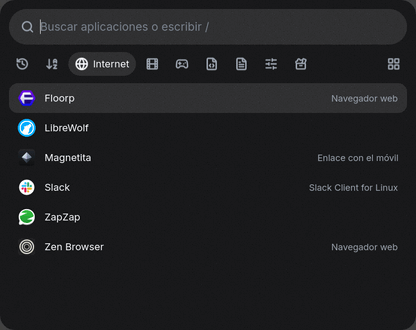 Buscar aplicaciones o escribir /
Internet
Floorp Navegador web
LibreWolf
Magnetita Enlace con el móvil
Slack Slack Client for Linux
ZapZap
Zen Browser Navegador web